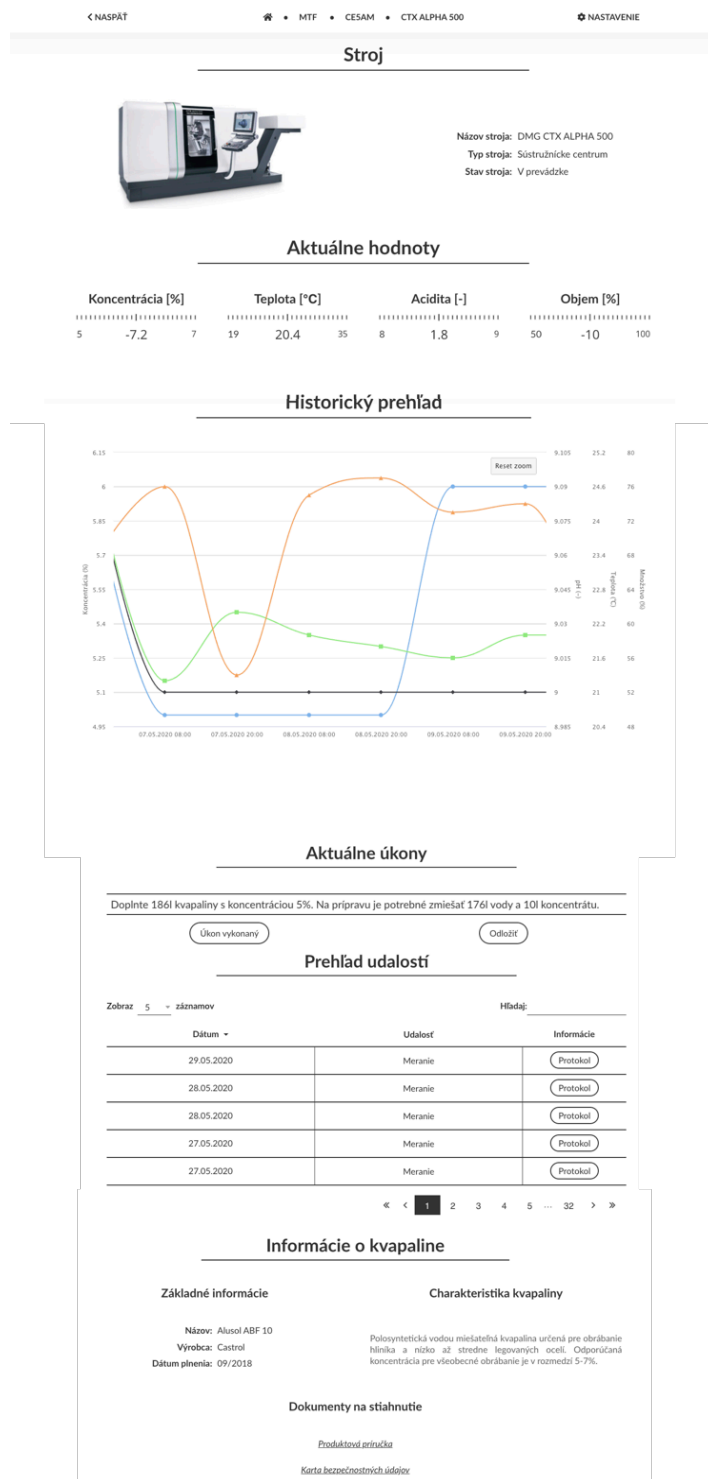 NASPÄŤ • MTF • CE5AM • CTX ALPHA 500 NASTAVENIE
Stroj
Názov stroja: DMG CTX ALPHA 500
Typ stroja: Sústružnícke centrum
Stav stroja: V prevádzke
Aktuálne hodnoty
Koncentrácia [%] Teplota [°C] Acidita [-] Objem [%]
5 -7.2 7 19 20.4 35 8 1.8 9 50 -10 100
Historický prehľad
6.15 9.105 25.2 80
Reset zoom
6 9.09 24.6 76
5.85 9.075 24 72
5.7 9.06 23.4 68
Koncentrácia (%) pH (--) Teplota (°C) Množstvo (%)
5.55 9.045 22.8 64
5.4 9.03 22.2 60
5.25 9.015 21.6 56
5.1 9 21 52
4.95 8.985 20.4 48
07.05.2020 08:00 07.05.2020 20:00 08.05.2020 08:00 08.05.2020 20:00 09.05.2020 08:00 09.05.2020 20:00
Aktuálne úkony
Doplnte 186l kvapaliny s koncentráciou 5%. Na prípravu je potrebné zmiešať 176l vody a 10l koncentrátu.
Úkon vykonaný Odložiť
Prehľad udalostí
Zobraz 5 záznamov Hľadaj:
Dátum Udalosť Informácie
29.05.2020 Meranie Protokol
28.05.2020 Meranie Protokol
28.05.2020 Meranie Protokol
27.05.2020 Meranie Protokol
27.05.2020 Meranie Protokol
« ‹ 1 2 3 4 5 ... 32 › »
Informácie o kvapaline
Základné informácie Charakteristika kvapaliny
Názov: Alusol ABF 10
Výrobca: Castrol
Dátum plnenia: 09/2018
Polosyntetická vodou miešateľná kvapalina určená pre obrábanie
hliníka a nízko až stredne legovaných ocelí. Odporúčaná
koncentrácia pre všeobecné obrábanie je v rozmedzí 5-7%.
Dokumenty na stiahnutie
Produktová príručka
Karta bezpečnostných údajov